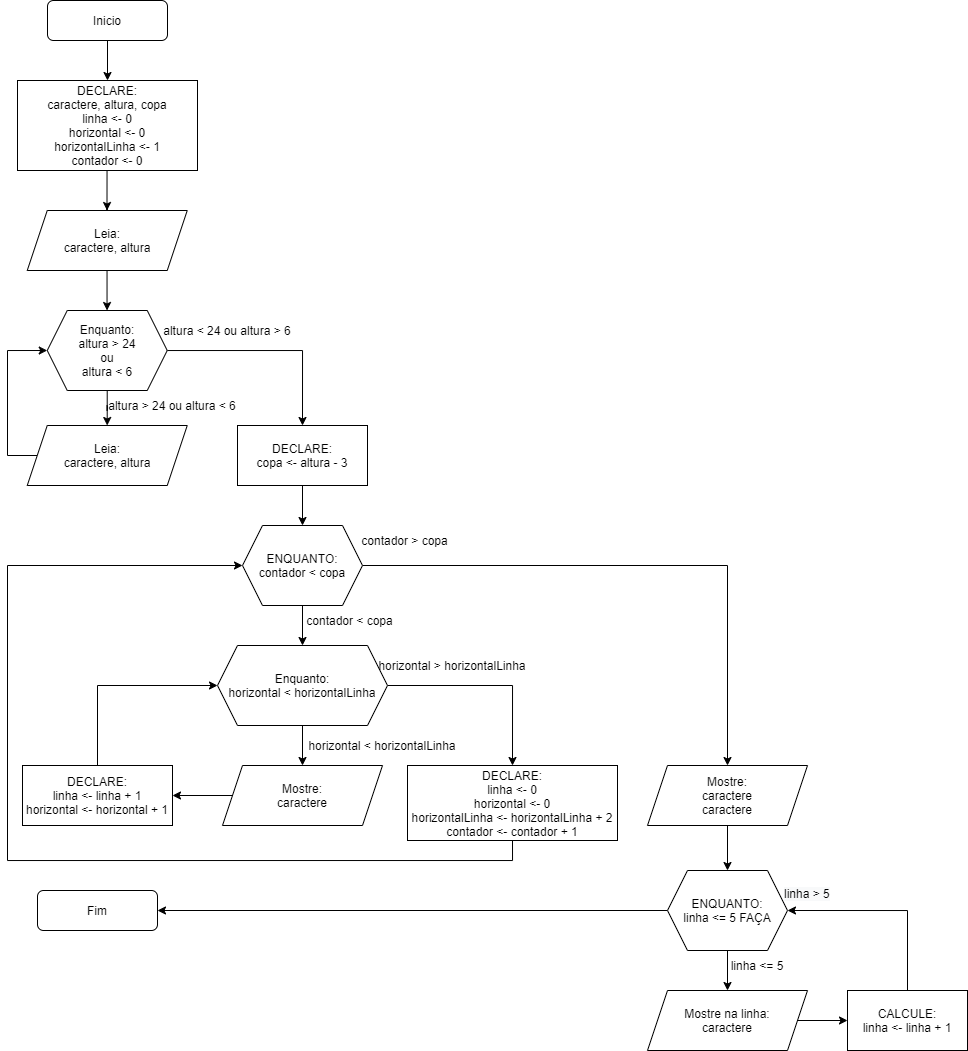 Inicio
DECLARE:
caractere, altura, copa
linha <- 0
horizontal <- 0
horizontalLinha <- 1
contador <- 0
Leia:
caractere, altura
Enquanto:
altura > 24
ou
altura < 6
altura < 24 ou altura > 6
altura > 24 ou altura < 6
Leia:
caractere, altura
DECLARE:
copa <- altura - 3
ENQUANTO:
contador < copa
contador > copa
contador < copa
Enquanto:
horizontal < horizontalLinha
horizontal > horizontalLinha
horizontal < horizontalLinha
DECLARE:
linha <- linha + 1
horizontal <- horizontal + 1
Mostre:
caractere
DECLARE:
linha <- 0
horizontal <- 0
horizontalLinha <- horizontalLinha + 2
contador <- contador + 1
Mostre:
caractere
caractere
Fim
ENQUANTO:
linha <= 5 FAÇA
linha > 5
linha <= 5
Mostre na linha:
caractere
CALCULE:
linha <- linha + 1